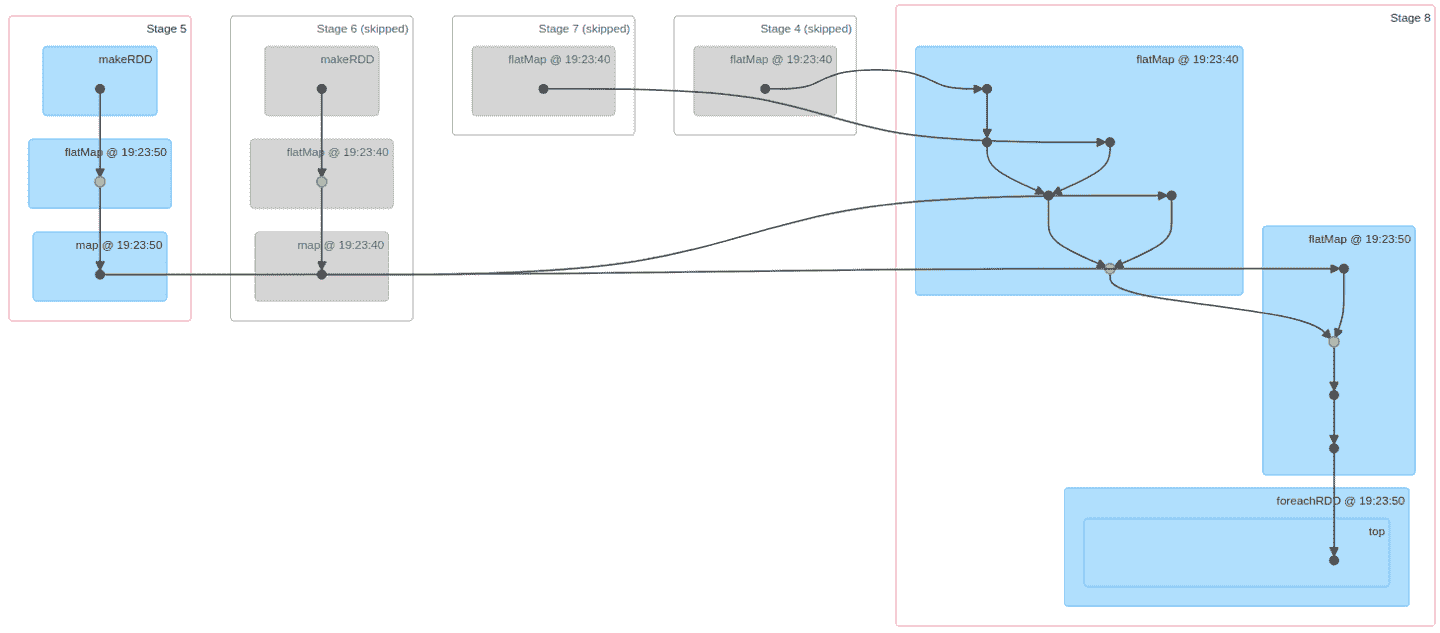 Stage 5
makeRDD
flatMap @ 19:23:50
map @ 19:23:50
Stage 6 (skipped)
makeRDD
flatMap @ 19:23:40
map @ 19:23:40
Stage 7 (skipped)
flatMap @ 19:23:40
Stage 4 (skipped)
flatMap @ 19:23:40
Stage 8
flatMap @ 19:23:40
flatMap @ 19:23:50
foreachRDD @ 19:23:50
top